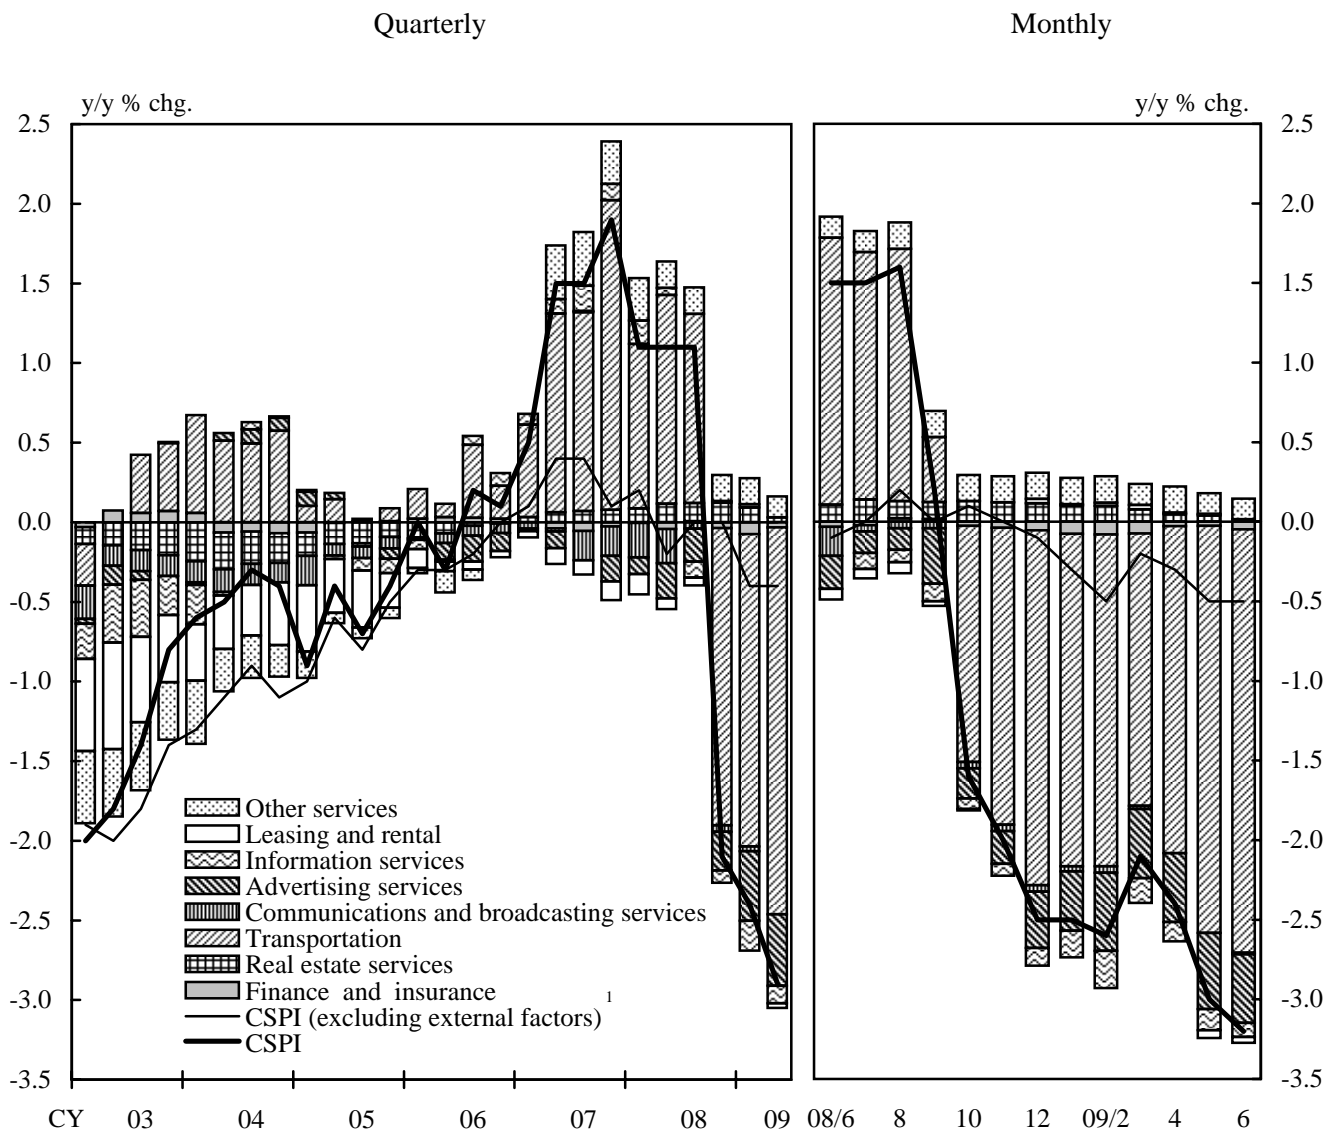 Quarterly Monthly
y/y % chg. y/y % chg.
2.5 2.5
2.0 2.0
1.5 1.5
1.0 1.0
0.5 0.5
0.0 0.0
-0.5 -0.5
-1.0 -1.0
-1.5 -1.5
-2.0 -2.0
-2.5 -2.5
-3.0 -3.0
-3.5 -3.5
Other services
Leasing and rental
Information services
Advertising services
Communications and broadcasting services
Transportation
Real estate services
Finance and insurance
CSPI (excluding external factors) 1
CSPI
CY 03 04 05 06 07 08 09 08/6 8 10 12 09/2 4 6